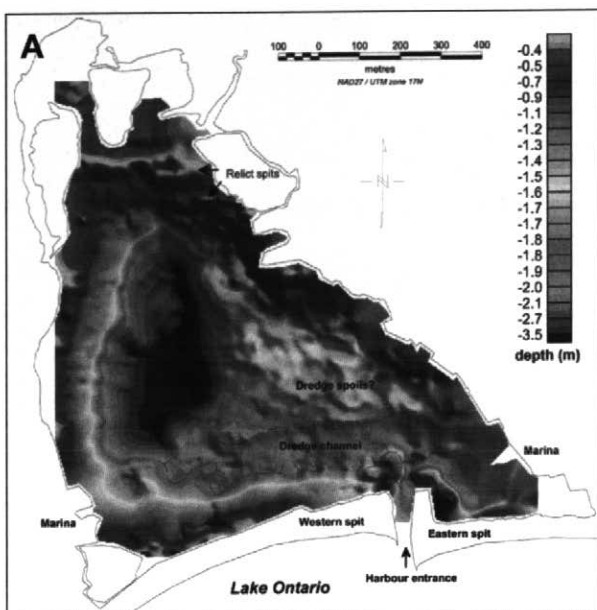 A
100 0 100 200 300 400
metres
NAD27 / UTM zone 17N
N
-0.4
-0.5
-0.7
-0.9
-1.0
-1.1
-1.3
-1.4
-1.5
-1.6
-1.7
-1.8
-1.9
-2.0
-2.1
-2.7
-3.5
depth (m)
Relict spits
Dredge spoils?
Dredge channel
Marina
Marina
Western spit
Eastern spit
Harbour entrance
Lake Ontario